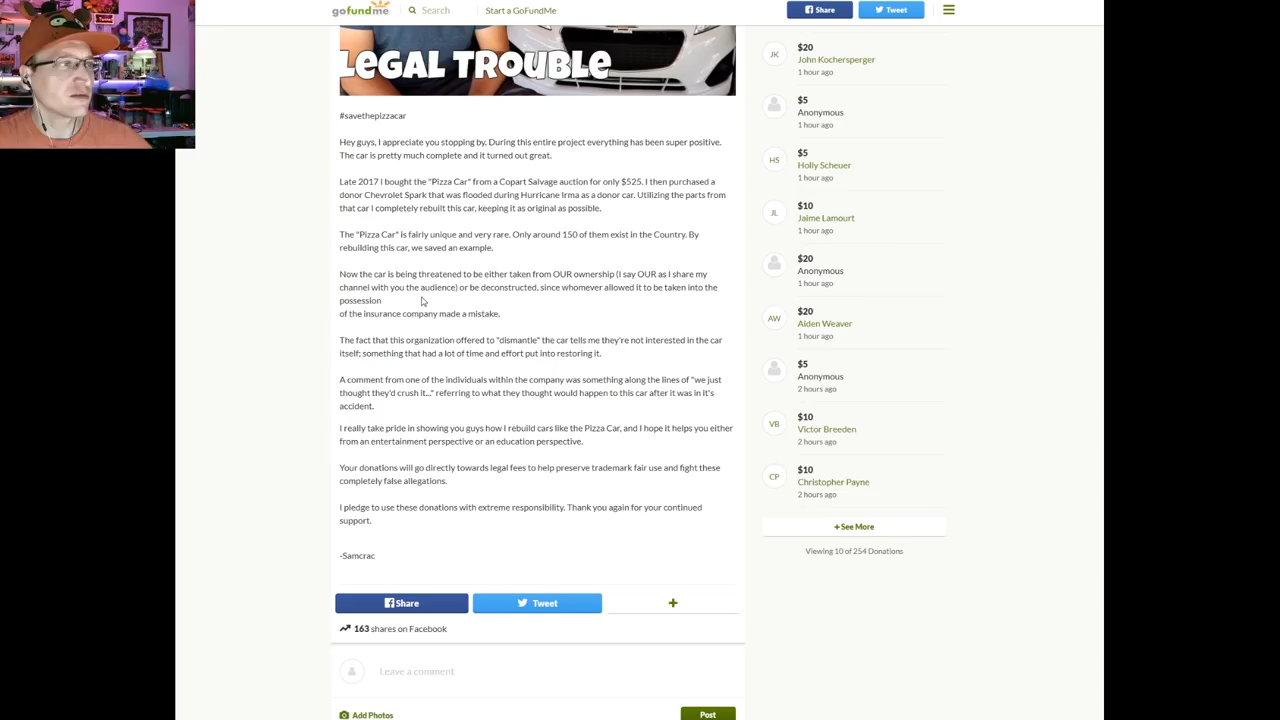 gofundme
Search
Start a GoFundMe
Share
Tweet
LEGAL TROUBLE
#savethepizzacar
Hey guys, I appreciate you stopping by. During this entire project everything has been super positive.
The car is pretty much complete and it turned out great.
Late 2017 I bought the "Pizza Car" from a Copart Salvage auction for only $525. I then purchased a
donor Chevrolet Spark that was flooded during Hurricane Irma as a donor car. Utilizing the parts from
that car I completely rebuilt this car, keeping it as original as possible.
The "Pizza Car" is fairly unique and very rare. Only around 150 of them exist in the Country. By
rebuilding this car, we saved an example.
Now the car is being threatened to be either taken from OUR ownership (I say OUR as I share my
channel with you the audience) or be deconstructed, since whomever allowed it to be taken into the
possession
of the insurance company made a mistake.
The fact that this organization offered to "dismantle" the car tells me they're not interested in the car
itself; something that had a lot of time and effort put into restoring it.
A comment from one of the individuals within the company was something along the lines of "we just
thought they'd crush it..." referring to what they thought would happen to this car after it was in it's
accident.
I really take pride in showing you guys how I rebuild cars like the Pizza Car, and I hope it helps you either
from an entertainment perspective or an education perspective.
Your donations will go directly towards legal fees to help preserve trademark fair use and fight these
completely false allegations.
I pledge to use these donations with extreme responsibility. Thank you again for your continued
support.
-Samcrac
Share
Tweet
+
163 shares on Facebook
Leave a comment
Add Photos
Post
JK
$20
John Kochersperger
1 hour ago
$5
Anonymous
1 hour ago
HS
$5
Holly Scheuer
1 hour ago
JL
$10
Jaime Lamourt
1 hour ago
$20
Anonymous
1 hour ago
AW
$20
Alden Weaver
1 hour ago
$5
Anonymous
2 hours ago
VB
$10
Victor Breeden
2 hours ago
CP
$10
Christopher Payne
2 hours ago
+See More
Viewing 10 of 254 Donations